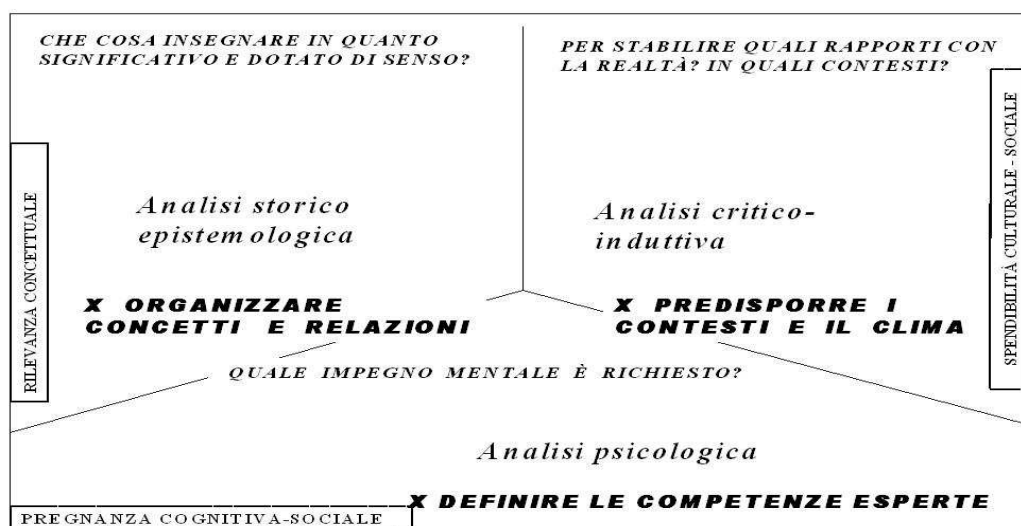 CHE COSA INSEGNARE IN QUANTO
SIGNIFICATIVO E DOTATO DI SENSO?
PER STABILIRE QUALI RAPPORTI CON
LA REALTÀ? IN QUALI CONTESTI?
RILEVANZA CONCETTUALE
SPENDIBILITÀ CULTURALE - SOCIALE
Analisi storico
epistemologica
Analisi critico-
induttiva
X ORGANIZZARE
CONCETTI E RELAZIONI
X PREDISPORRE I
CONTESTI E IL CLIMA
QUALE IMPEGNO MENTALE È RICHIESTO?
Analisi psicologica
X DEFINIRE LE COMPETENZE ESPERTE
PREGNANZA COGNITIVA-SOCIALE